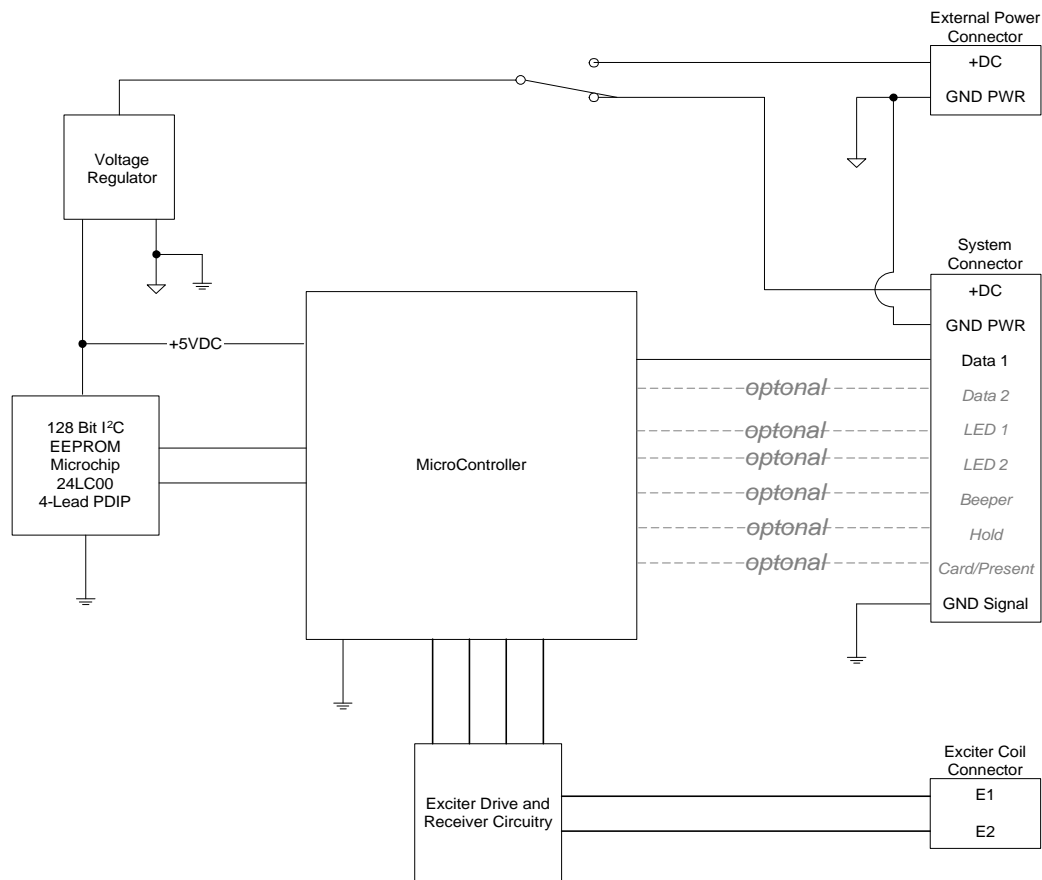 External Power
Connector
+DC
GND PWR
Voltage
Regulator
System
Connector
+DC
GND PWR
Data 1
Data 2
LED 1
LED 2
Beeper
Hold
Card/Present
GND Signal
+5VDC
optonal
optonal
optonal
optonal
optonal
optonal
128 Bit I²C
EEPROM
Microchip
24LC00
4-Lead PDIP
MicroController
Exciter Drive and
Receiver Circuitry
Exciter Coil
Connector
E1
E2